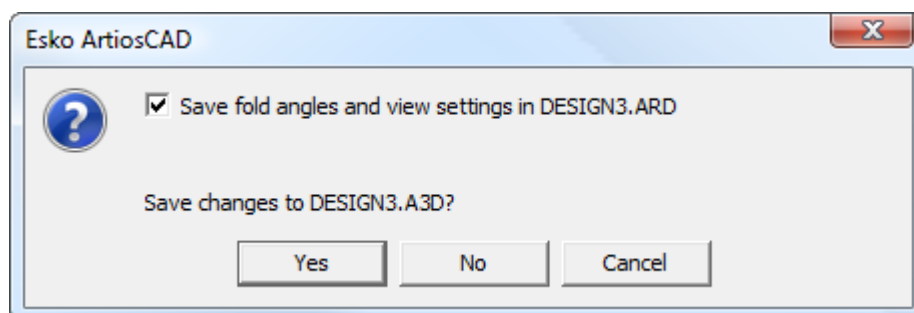 Esko ArtiosCAD
Save fold angles and view settings in DESIGN3.ARD
Save changes to DESIGN3.A3D?
Yes No Cancel